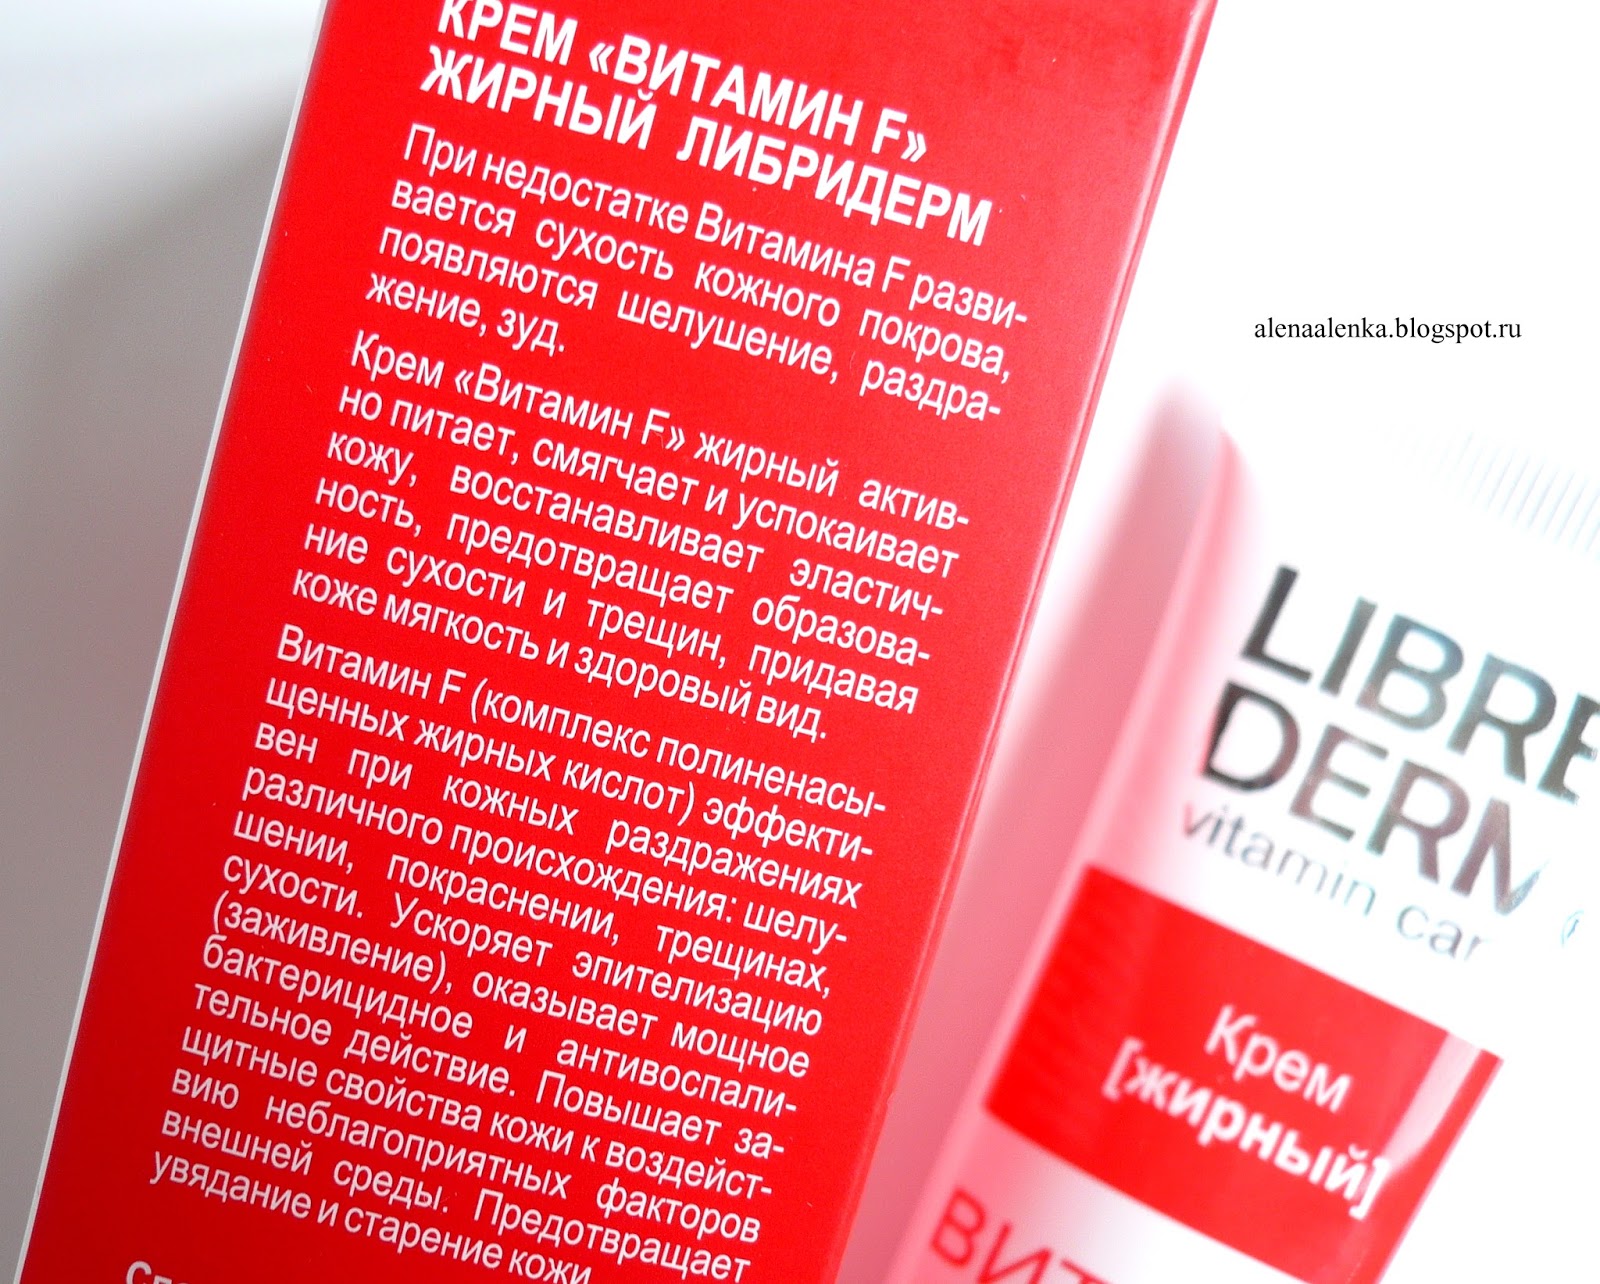 КРЕМ «ВИТАМИН F»
ЖИРНЫЙ ЛИБРИДЕРМ
При недостатке Витамина F разви-
вается сухость кожного покрова,
появляются шелушение, раздра-
жение, зуд.
Крем «Витамин F» жирный актив-
но питает, смягчает и успокаивает
кожу, восстанавливает эластич-
ность, предотвращает образова-
ние сухости и трещин, придавая
коже мягкость и здоровый вид.
Витамин F (комплекс полиненасы-
щенных жирных кислот) эффекти-
вен при кожных раздражениях
различного происхождения: шелу-
шении, покраснении, трещинах,
сухости. Ускоряет эпителизацию
(заживление), оказывает мощное
бактерицидное и антивоспали-
тельное действие. Повышает за-
щитные свойства кожи к воздейст-
вию неблагоприятных факторов
внешней среды. Предотвращает
увядание и старение кожи.
alenaalenka.blogspot.ru
LIBRE
DERM
vitamin car
Крем
[жирный]
ВИТ